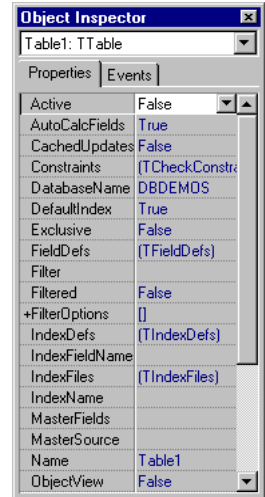 Object Inspector
Table1: TTable
Properties Events
Active False
AutoCalcFields True
CachedUpdates False
Constraints (TCheckConstra
DatabaseName DBDEMOS
DefaultIndex True
Exclusive False
FieldDefs (TFieldDefs)
Filter
Filtered False
+FilterOptions []
IndexDefs (TIndexDefs)
IndexFieldName
IndexFiles (TIndexFiles)
IndexName
MasterFields
MasterSource
Name Table1
ObjectView False